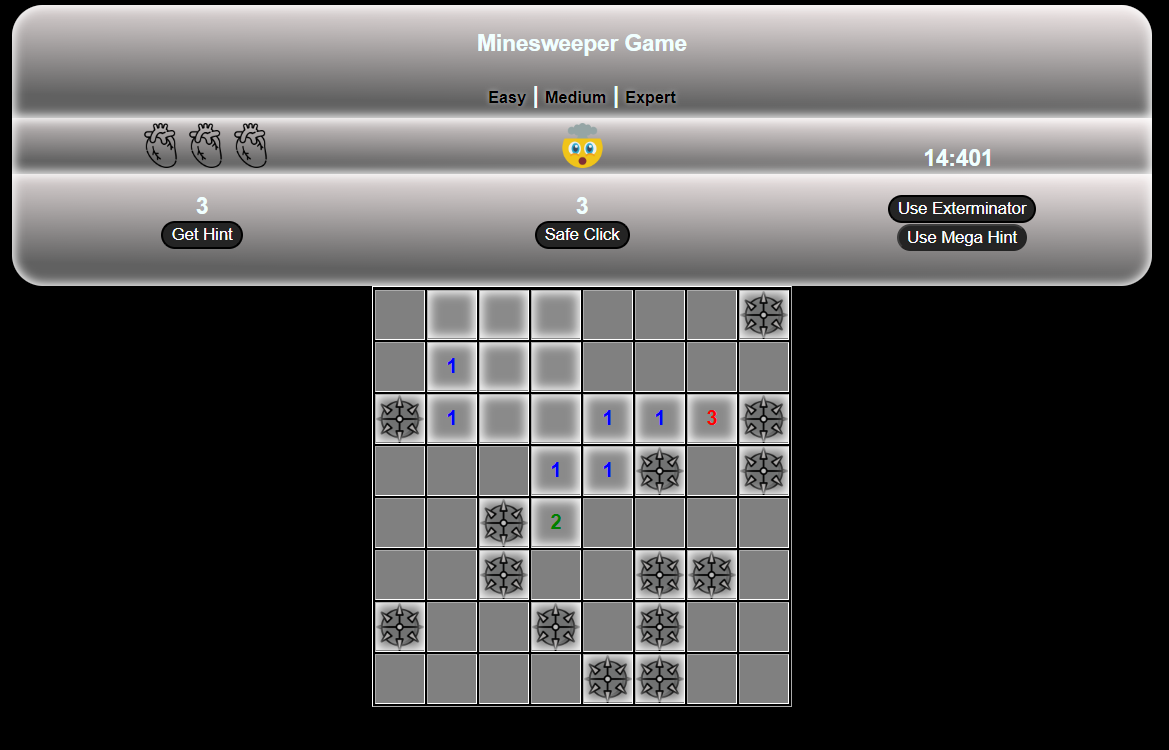 Minesweeper Game
Easy | Medium | Expert
14:401
3 3
Get Hint Safe Click Use Exterminator
Use Mega Hint
1
1 1 1 3
1 1
2